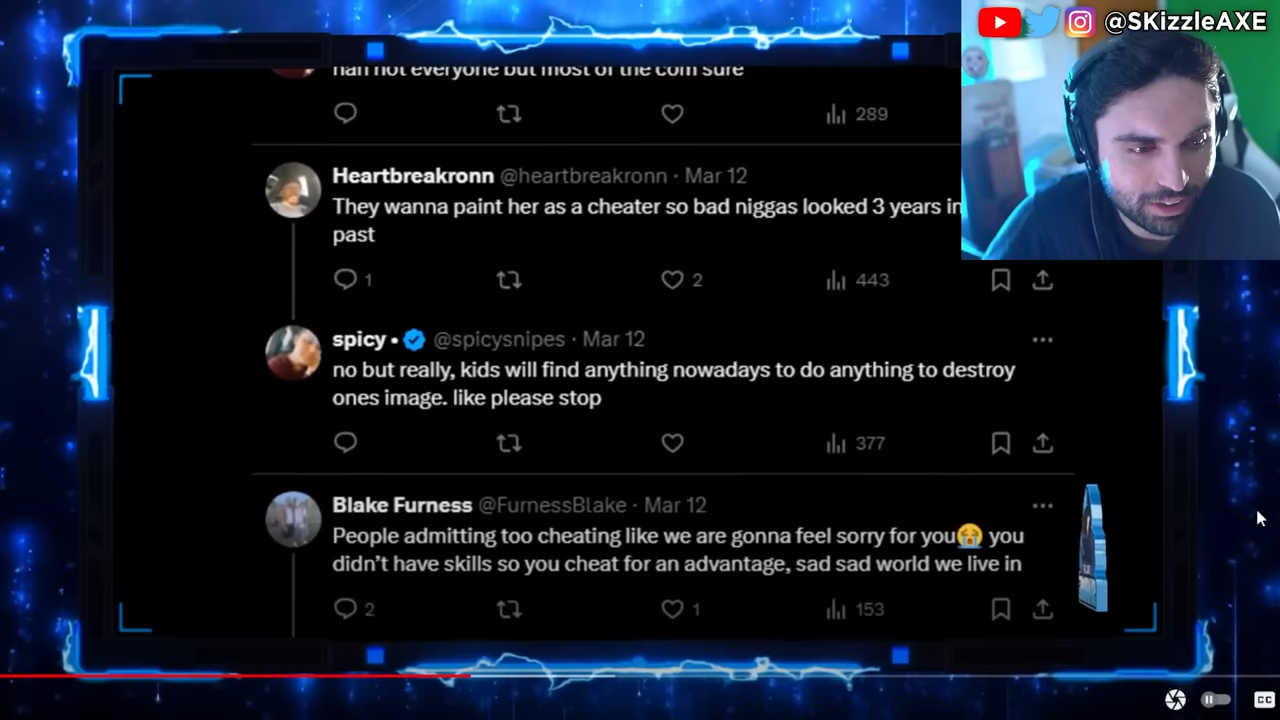 @SKizzleAXE
nah not everyone but most of the com sure
289
Heartbreakronn @heartbreakronn · Mar 12
They wanna paint her as a cheater so bad niggas looked 3 years in
past
1 2 443
spicy • @spicysnipes · Mar 12
no but really, kids will find anything nowadays to do anything to destroy
ones image. like please stop
377
Blake Furness @FurnessBlake · Mar 12
People admitting too cheating like we are gonna feel sorry for you😭 you
didn't have skills so you cheat for an advantage, sad sad world we live in
2 1 153
CC